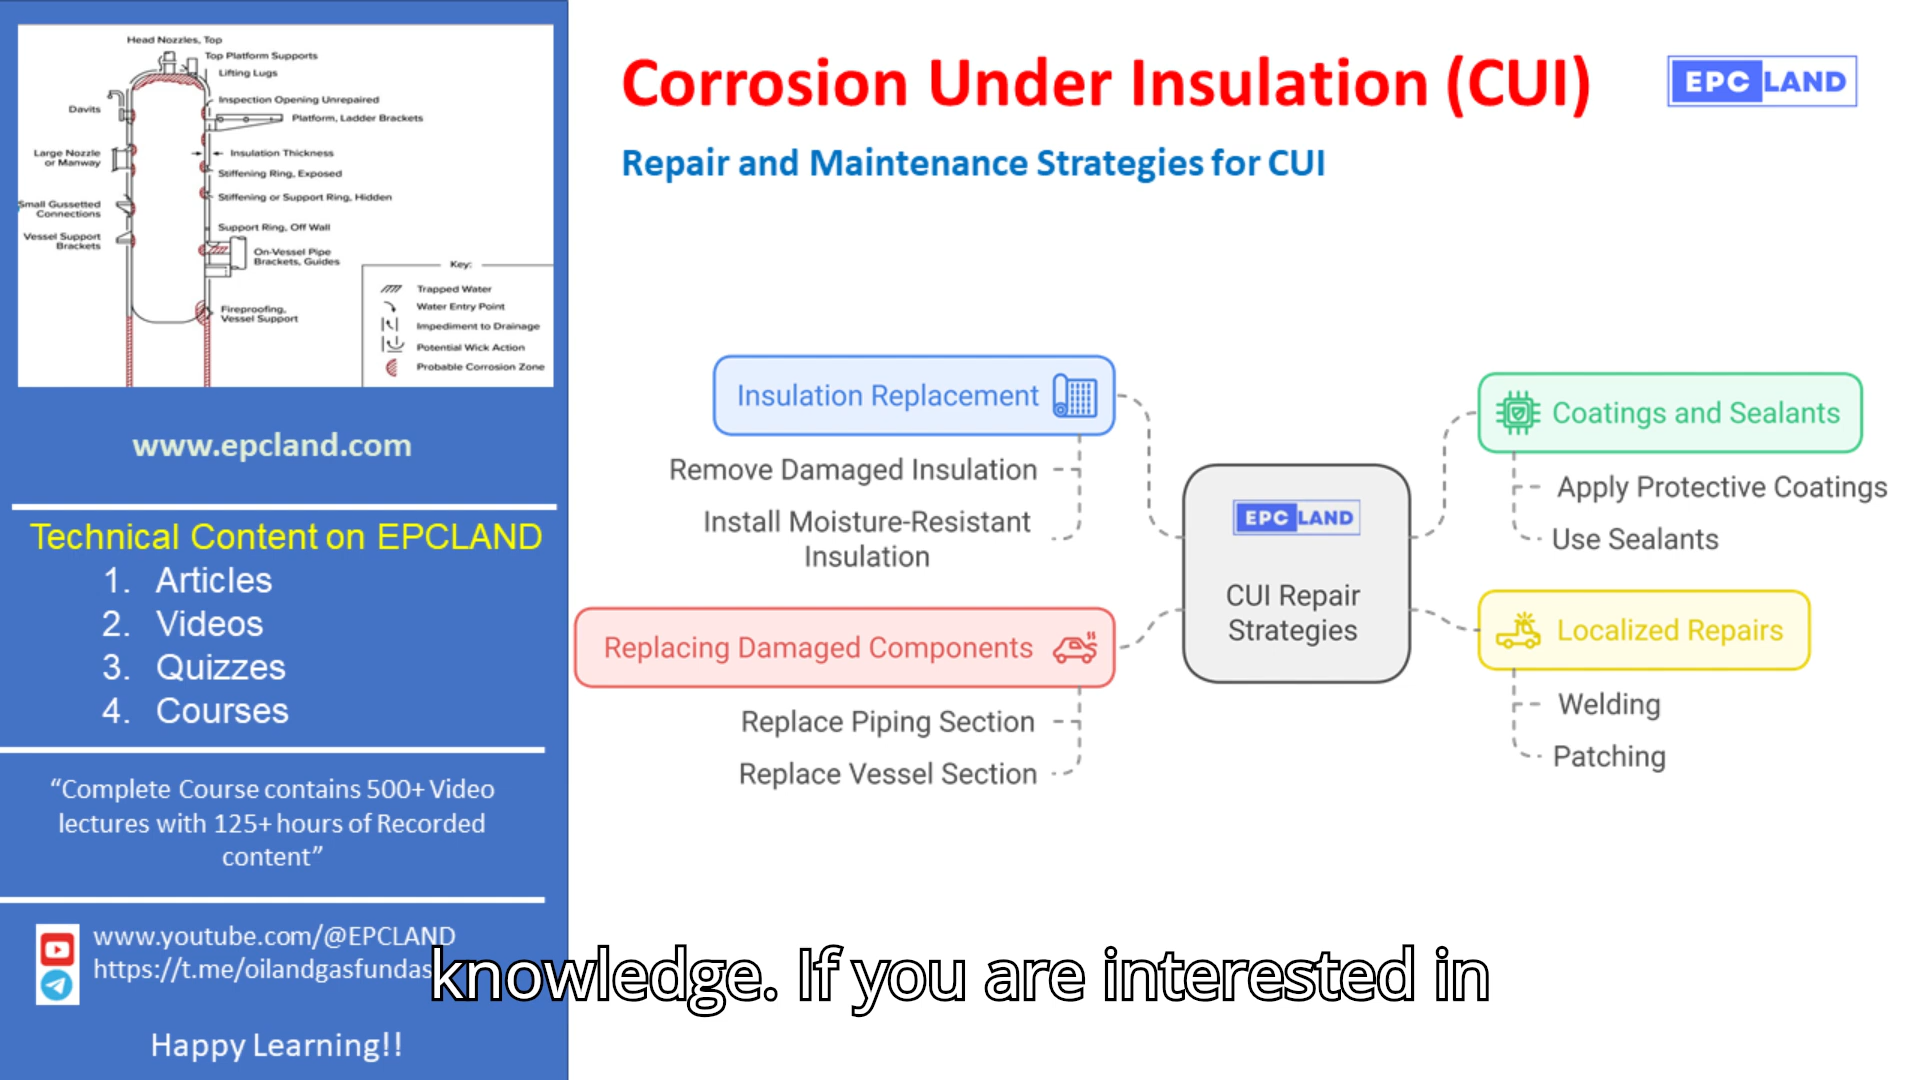 Head Nozzles, Top
Top Platform Supports
Lifting Lugs
Davits
Inspection Opening Unrepaired
Platform, Ladder Brackets
Large Nozzle
or Manway
Insulation Thickness
Stiffening Ring, Exposed
Stiffening or Support Ring, Hidden
Small Gussetted
Connections
Support Ring, Off Wall
Vessel Support
Brackets
On-Vessel Pipe
Brackets, Guides
Key:
Trapped Water
Water Entry Point
Impediment to Drainage
Potential Wick Action
Probable Corrosion Zone
Fireproofing,
Vessel Support
www.epcland.com
Technical Content on EPCLAND
1. Articles
2. Videos
3. Quizzes
4. Courses
“Complete Course contains 500+ Video
lectures with 125+ hours of Recorded
content”
www.youtube.com/@EPCLAND
https://t.me/oilandgasfundas
Happy Learning!!
Corrosion Under Insulation (CUI)
EPC LAND
Repair and Maintenance Strategies for CUI
Insulation Replacement
Remove Damaged Insulation
Install Moisture-Resistant
Insulation
Replacing Damaged Components
Replace Piping Section
Replace Vessel Section
EPC LAND
CUI Repair
Strategies
Coatings and Sealants
Apply Protective Coatings
Use Sealants
Localized Repairs
Welding
Patching
knowledge. If you are interested in